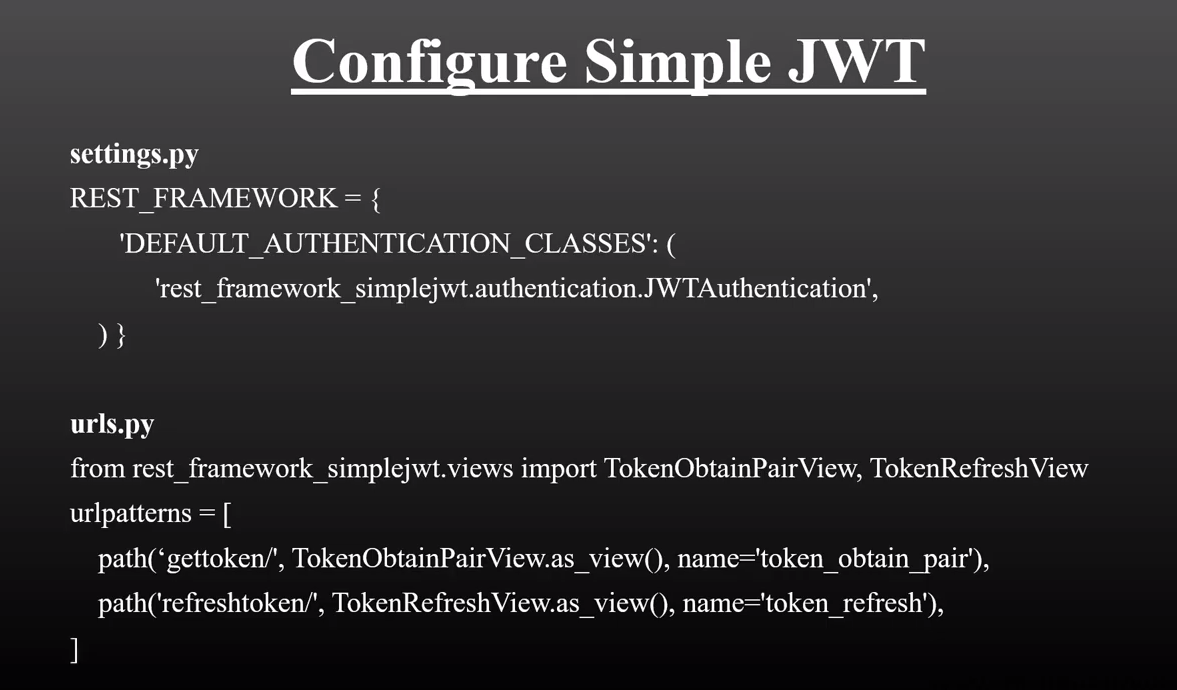 Configure Simple JWT
settings.py
REST_FRAMEWORK = {
'DEFAULT_AUTHENTICATION_CLASSES': (
'rest_framework_simplejwt.authentication.JWTAuthentication',
) }
urls.py
from rest_framework_simplejwt.views import TokenObtainPairView, TokenRefreshView
urlpatterns = [
path(‘gettoken/', TokenObtainPairView.as_view(), name='token_obtain_pair'),
path('refreshtoken/', TokenRefreshView.as_view(), name='token_refresh'),
]